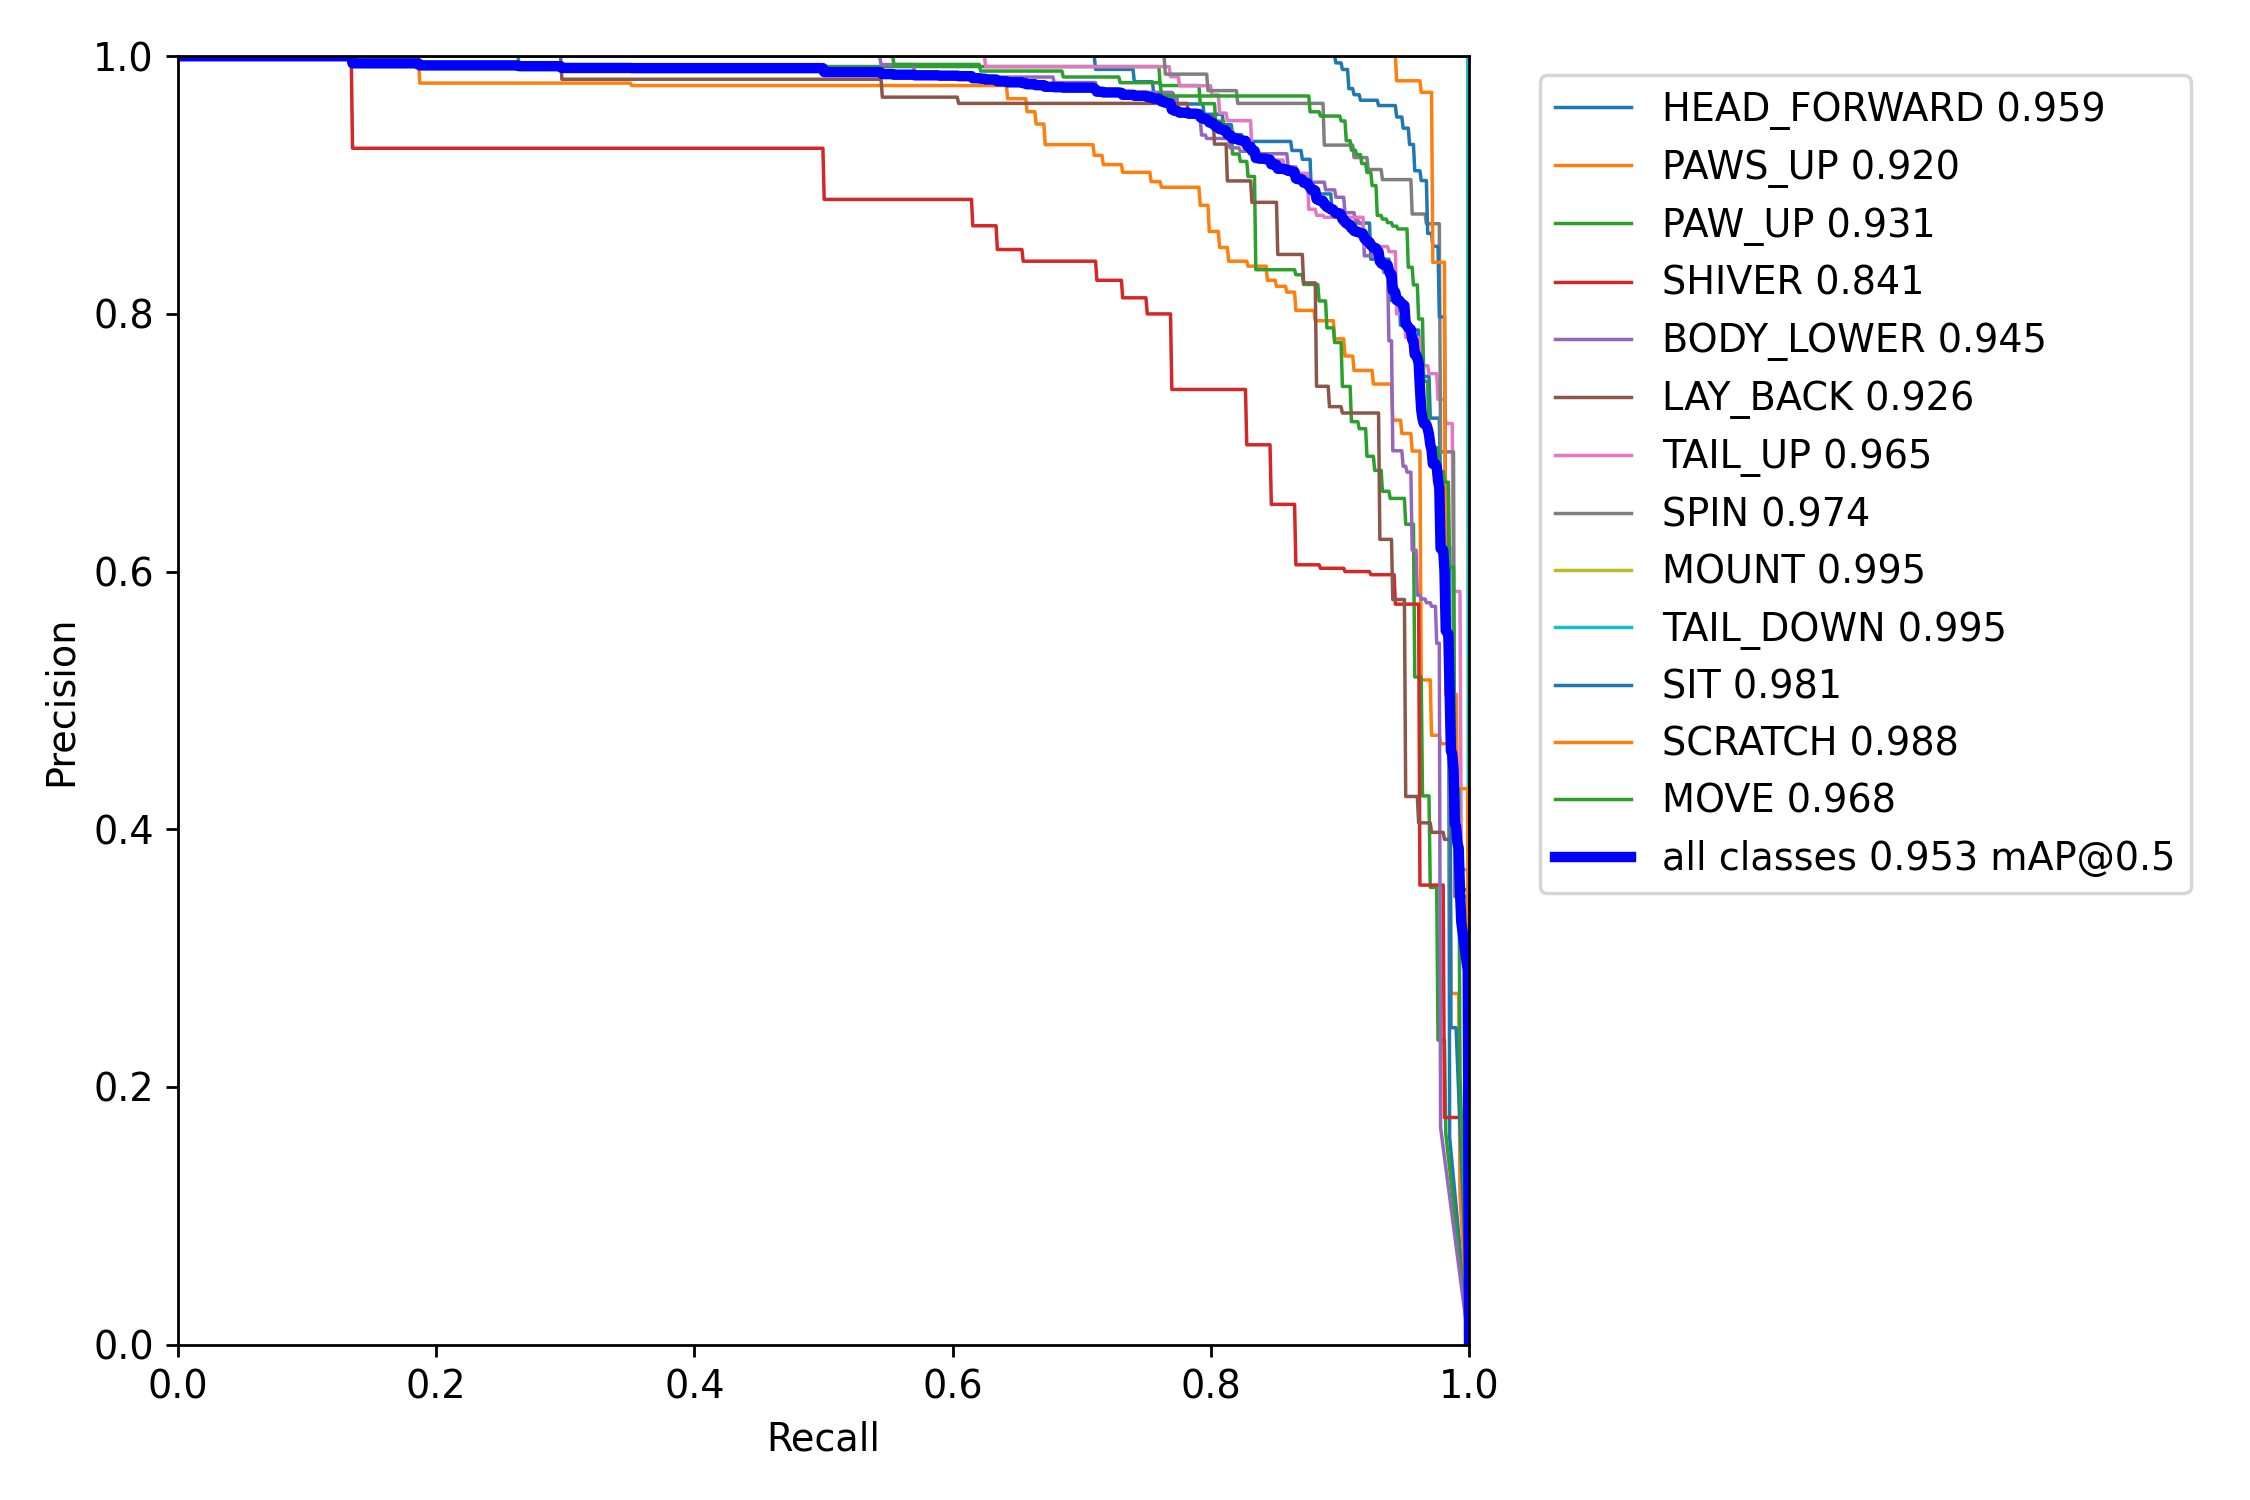 1.0
0.8
0.6
0.4
0.2
0.0
0.0 0.2 0.4 0.6 0.8 1.0
Precision
Recall
HEAD_FORWARD 0.959
PAWS_UP 0.920
PAW_UP 0.931
SHIVER 0.841
BODY_LOWER 0.945
LAY_BACK 0.926
TAIL_UP 0.965
SPIN 0.974
MOUNT 0.995
TAIL_DOWN 0.995
SIT 0.981
SCRATCH 0.988
MOVE 0.968
all classes 0.953 mAP@0.5